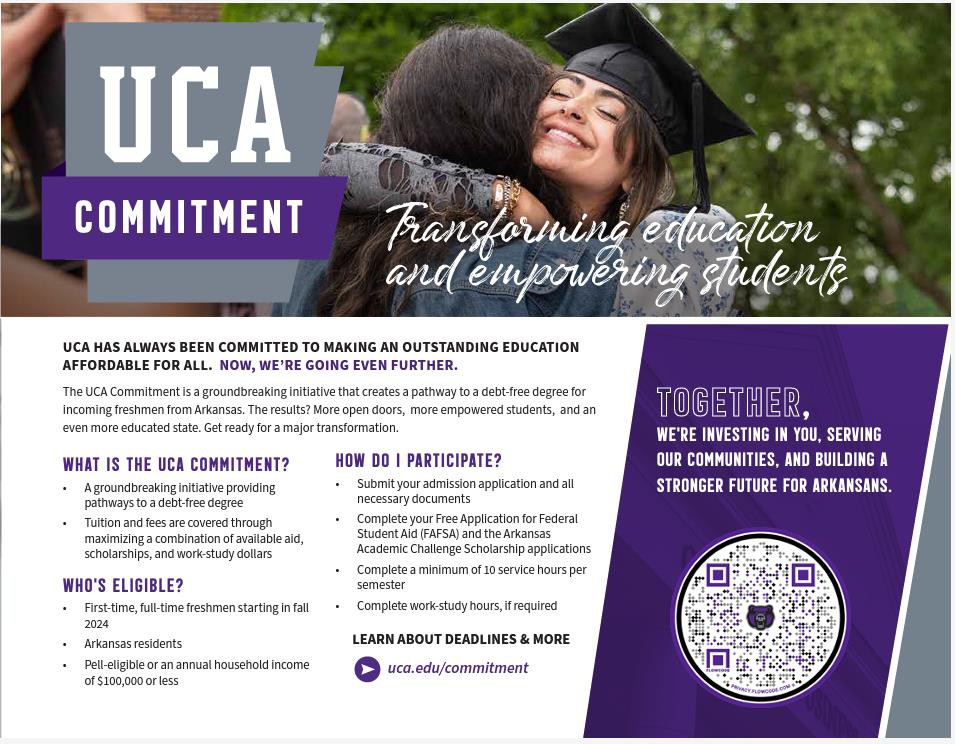 UCA
COMMITMENT
Transforming education
and empowering students
UCA HAS ALWAYS BEEN COMMITTED TO MAKING AN OUTSTANDING EDUCATION
AFFORDABLE FOR ALL. NOW, WE'RE GOING EVEN FURTHER.
The UCA Commitment is a groundbreaking initiative that creates a pathway to a debt-free degree for
incoming freshmen from Arkansas. The results? More open doors, more empowered students, and an
even more educated state. Get ready for a major transformation.
WHAT IS THE UCA COMMITMENT?
• A groundbreaking initiative providing
pathways to a debt-free degree
• Tuition and fees are covered through
maximizing a combination of available aid,
scholarships, and work-study dollars
WHO'S ELIGIBLE?
• First-time, full-time freshmen starting in fall
2024
• Arkansas residents
• Pell-eligible or an annual household income
of $100,000 or less
HOW DO I PARTICIPATE?
• Submit your admission application and all
necessary documents
• Complete your Free Application for Federal
Student Aid (FAFSA) and the Arkansas
Academic Challenge Scholarship applications
• Complete a minimum of 10 service hours per
semester
• Complete work-study hours, if required
LEARN ABOUT DEADLINES & MORE
uca.edu/commitment
TOGETHER,
WE'RE INVESTING IN YOU, SERVING
OUR COMMUNITIES, AND BUILDING A
STRONGER FUTURE FOR ARKANSANS.
FLOWCODE
PRIVACY.FLOWCODE.COM